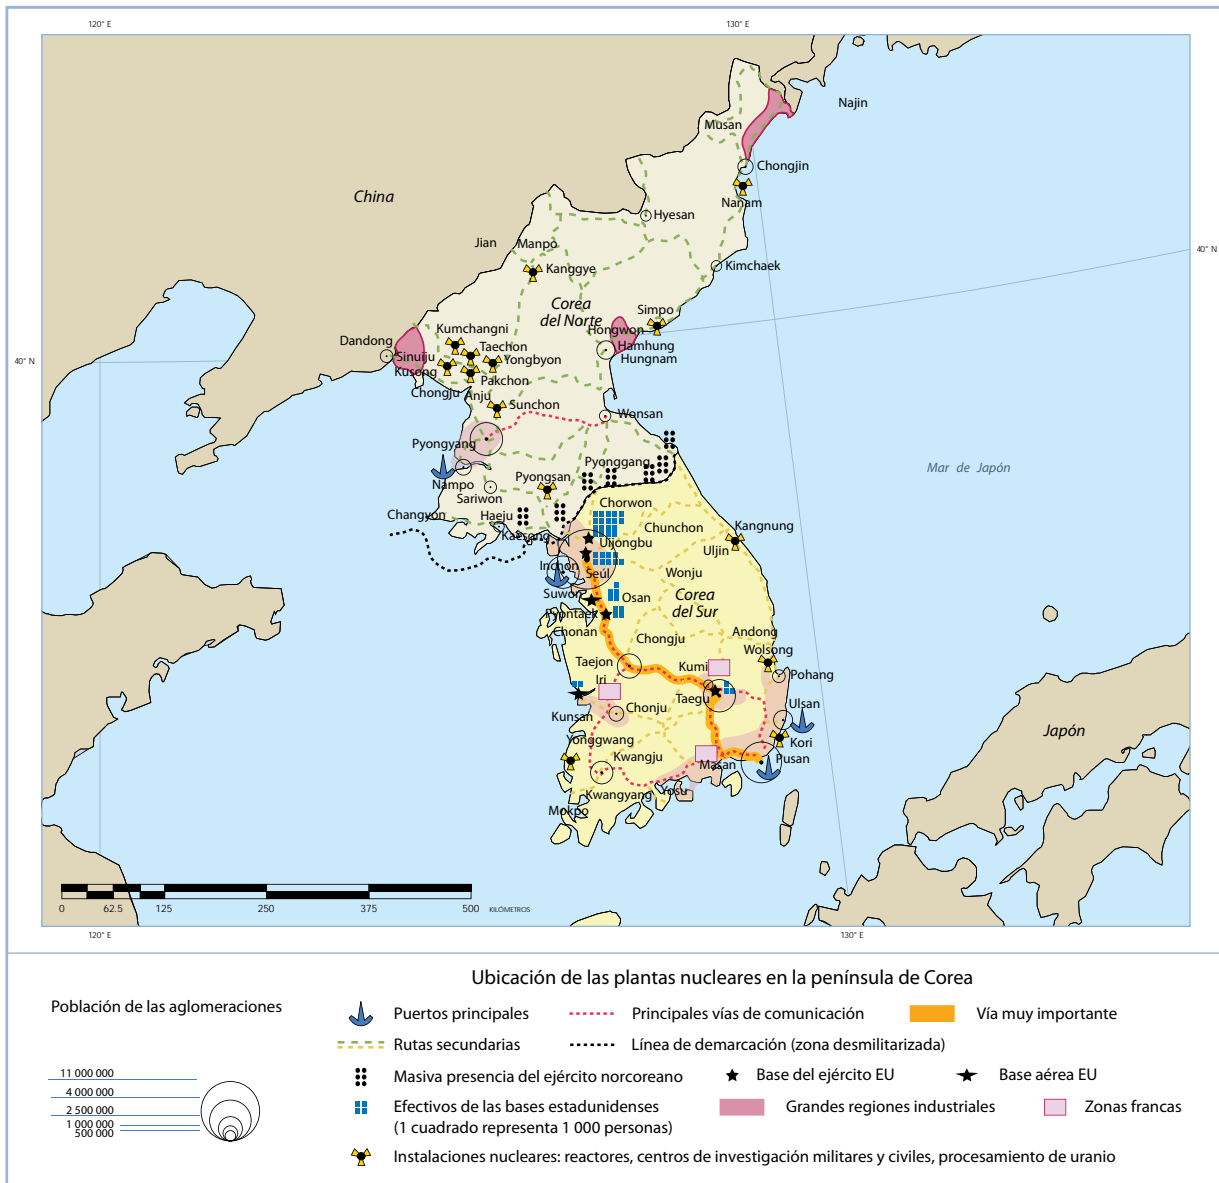 120° E
130° E
Najin
Musan
Chongjin
China
Nanam
Hyesan
Jian
Manpo
40° N
Kanggye
Kimchaek
Corea
del Norte
Simpo
Kumchangni
Hongwon
Dandong
Taechon
Hamhung
40° N
Sinuiju
Yongbyon
Hungnam
Kusong
Pakchon
Chongju
Anju
Sunchon
Wonsan
Pyongyang
Pyonggang
Mar de Japón
Nampo
Pyongsan
Sariwon
Changyon
Haeju
Chorwon
Kaesong
Chunchon
Kangnung
Uijongbu
Uljin
Inchon
Seúl
Wonju
Suwon
Osan
Corea
del Sur
Pyontaek
Chonan
Chongju
Andong
Wolsong
Taejon
Kumi
Pohang
Iri
Taegu
Chonju
Ulsan
Kunsan
Japón
Yonggwang
Kori
Kwangju
Masan
Pusan
Kwangyang
Yosu
Mokpo
0
62.5
125
250
375
500
KILÓMETROS
120° E
130° E
Ubicación de las plantas nucleares en la península de Corea
Población de las aglomeraciones
11 000 000
4 000 000
2 500 000
1 000 000
500 000
Puertos principales
Principales vías de comunicación
Vía muy importante
Rutas secundarias
Línea de demarcación (zona desmilitarizada)
Masiva presencia del ejército norcoreano
Base del ejército EU
Base aérea EU
Efectivos de las bases estadunidenses
(1 cuadrado representa 1 000 personas)
Grandes regiones industriales
Zonas francas
Instalaciones nucleares: reactores, centros de investigación militares y civiles, procesamiento de uranio